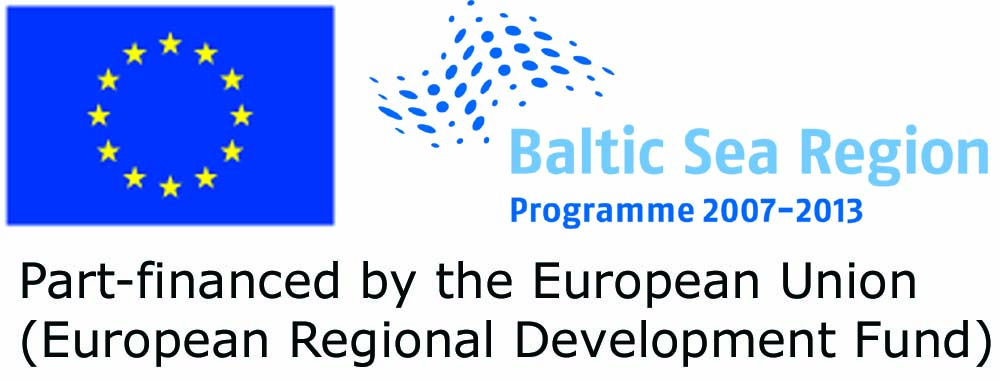 Baltic Sea Region
Programme 2007–2013
Part-financed by the European Union
(European Regional Development Fund)